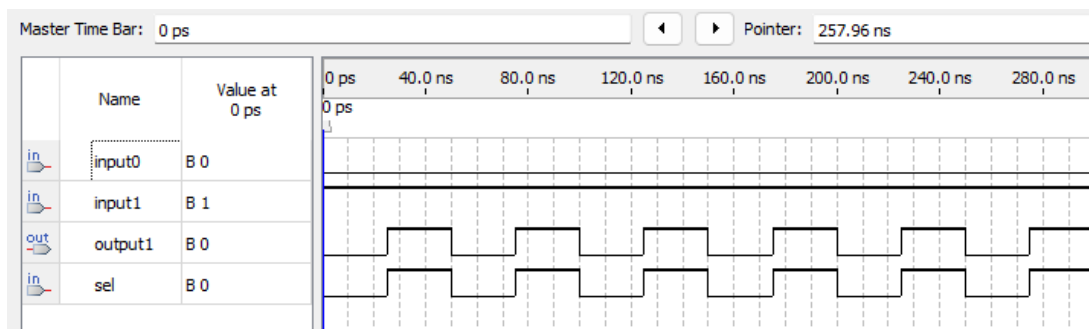 Master Time Bar: 0 ps Pointer: 257.96 ns
Name Value at 0 ps
0 ps 40.0 ns 80.0 ns 120.0 ns 160.0 ns 200.0 ns 240.0 ns 280.0 ns
0 ps
in input0 B 0
in input1 B 1
out output1 B 0
in sel B 0